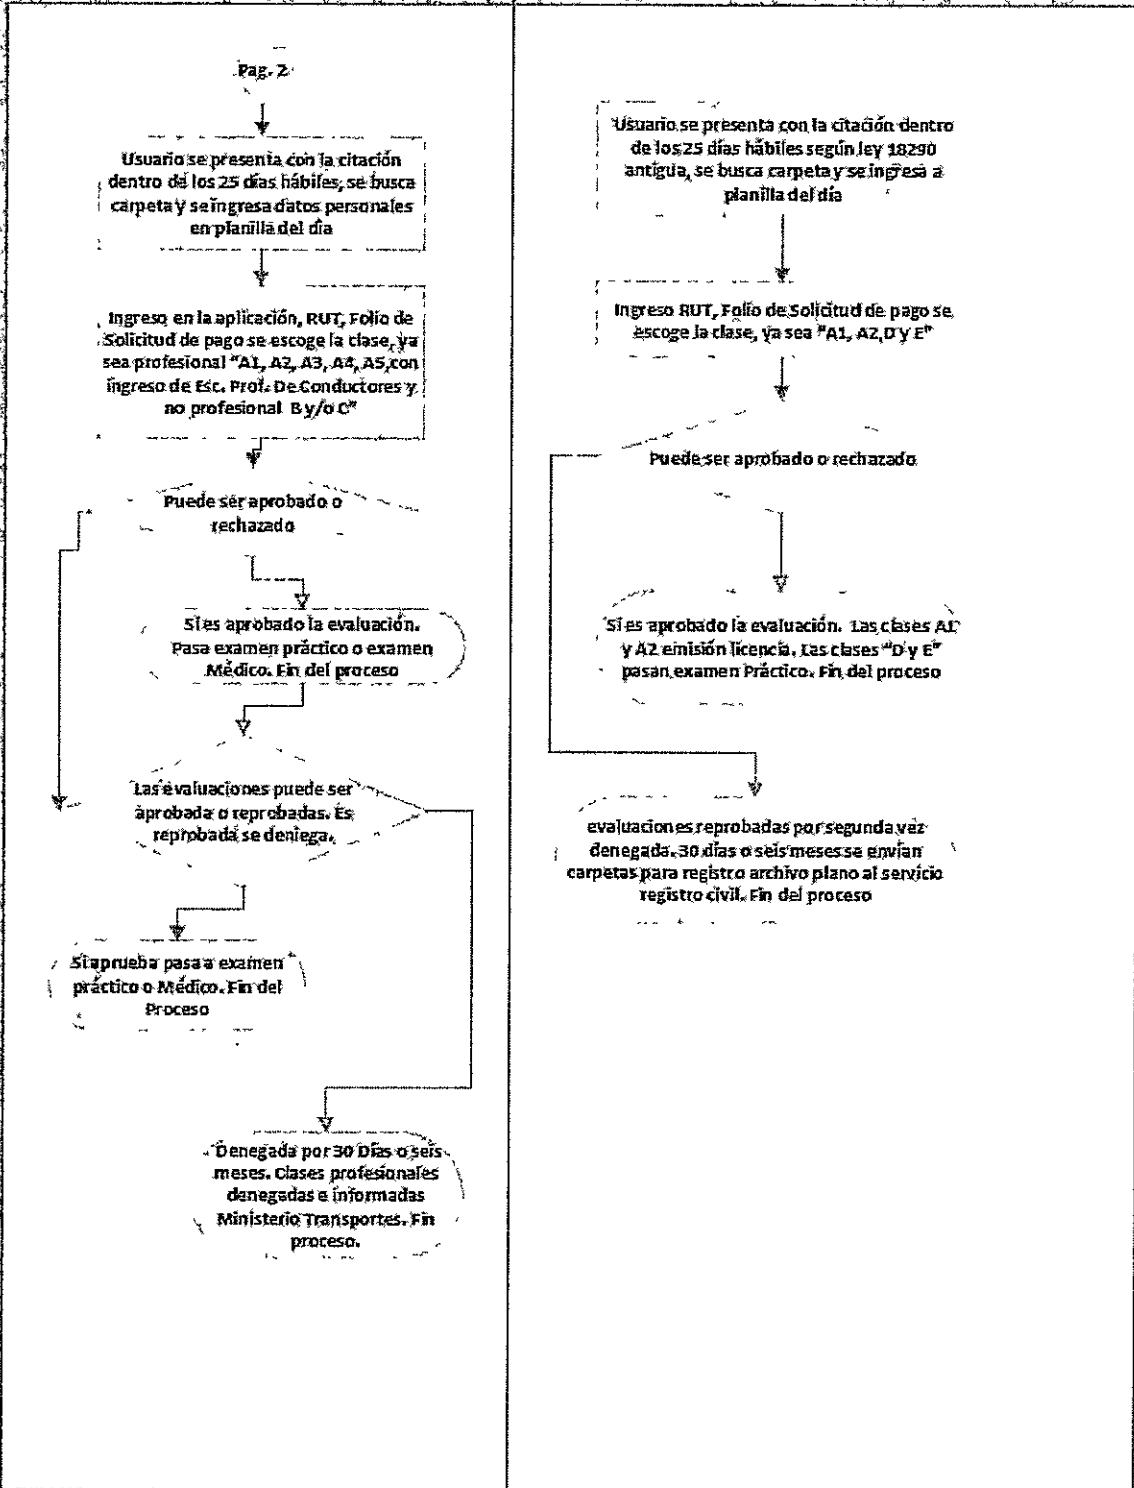 Pag. 2
Usuario se presenta con la citación
dentro de los 25 días hábiles, se busca
carpeta y se ingresa datos personales
en planilla del día
Ingreso en la aplicación, RUT, Folio de
Solicitud de pago se escoge la clase, ya
sea profesional "A1, A2, A3, A4, A5, con
ingreso de Esc. Prof. De Conductores y
no profesional B y/o C"
Puede ser aprobado o
rechazado
Si es aprobado la evaluación.
Pasa examen práctico o examen
Médico. Fin del proceso
Las evaluaciones puede ser
aprobada o reprobadas. Es
reprobada se deniega.
Si aprueba pasa a examen
práctico o Médico. Fin del
Proceso
Denegada por 30 Días o seis
meses. Clases profesionales
denegadas e informadas
Ministerio Transportes. Fin
proceso.
Usuario se presenta con la citación dentro
de los 25 días hábiles según ley 18290
antigua, se busca carpeta y se ingresa a
planilla del día
Ingreso RUT, Folio de Solicitud de pago se
escoge la clase, ya sea "A1, A2, D y E"
Puede ser aprobado o rechazado
Si es aprobado la evaluación. Las clases A1
y A2 emisión licencia. Las clases "D y E"
pasan examen Práctico. Fin del proceso
evaluaciones reprobadas por segunda vez
denegada. 30 días o seis meses se envían
carpetas para registro archivo plano al servicio
registro civil. Fin del proceso